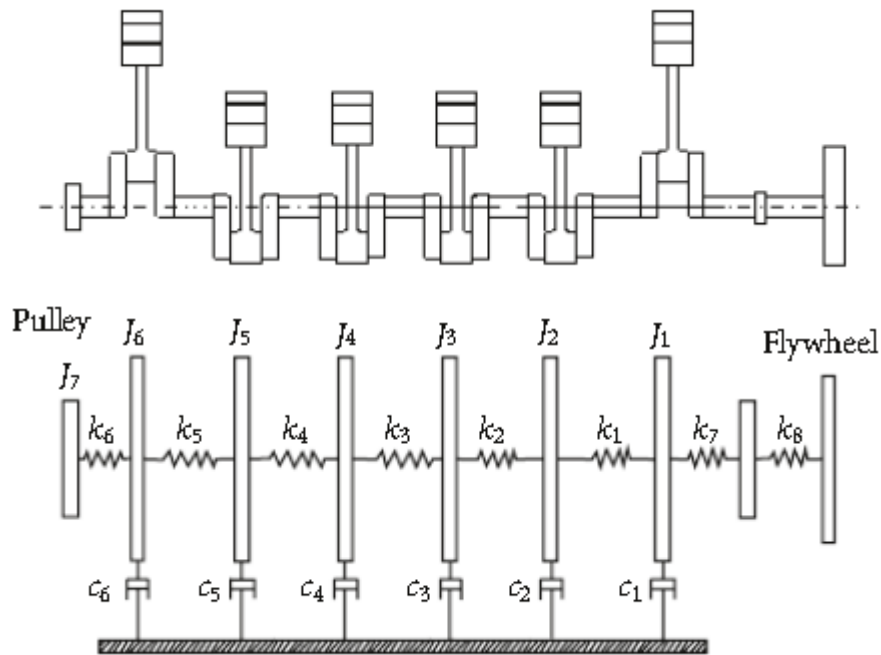 Pulley
J₆ J₅ J₄ J₃ J₂ J₁
Flywheel
J₇
k₆ k₅ k₄ k₃ k₂ k₁ k₇ k₈
c₆ c₅ c₄ c₃ c₂ c₁